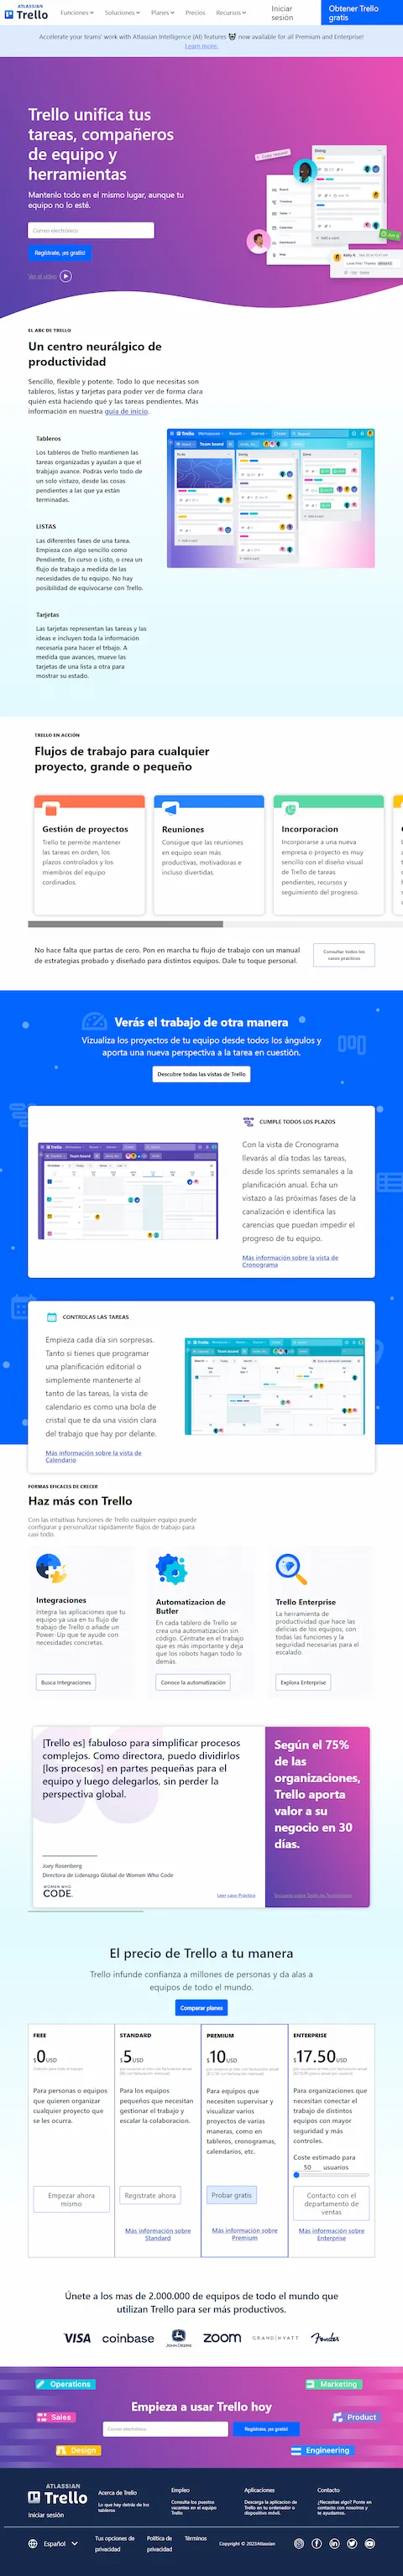 ATLASSIAN
Trello
Funciones
Soluciones
Planes
Precios
Recursos
Iniciar sesión
Obtener Trello gratis
Accelerate your teams' work with Atlassian Intelligence (AI) features 🤖 now available for all Premium and Enterprise!
Learn more.
Trello unifica tus
tareas, compañeros
de equipo y
herramientas
Mantenlo todo en el mismo lugar, aunque tu
equipo no lo esté.
Correo electrónico
Regístrate, ¡es gratis!
Ver el vídeo
EL ABC DE TRELLO
Un centro neurálgico de
productividad
Sencillo, flexible y potente. Todo lo que necesitas son
tableros, listas y tarjetas para poder ver de forma clara
quién está haciendo qué y las tareas pendientes. Más
información en nuestra guía de inicio.
Tableros
Los tableros de Trello mantienen las
tareas organizadas y ayudan a que el
trabajo avance. Podrás verlo todo de
un solo vistazo, desde las cosas
pendientes a las que ya están
terminadas.
LISTAS
Las diferentes fases de una tarea.
Empieza con algo sencillo como
Pendiente, En curso o Listo, o crea un
flujo de trabajo a medida de las
necesidades de tu equipo. No hay
posibilidad de equivocarse con Trello.
Tarjetas
Las tarjetas representan las tareas y las
ideas e incluyen toda la información
necesaria para hacer el trbajo. A
medida que avances, mueve las
tarjetas de una lista a otra para
mostrar su estado.
TRELLO EN ACCIÓN
Flujos de trabajo para cualquier
proyecto, grande o pequeño
Gestión de proyectos
Trello te permite mantener
las tareas en orden, los
plazos controlados y los
miembros del equipo
cordinados.
Reuniones
Consigue que las reuniones
en equipo sean más
productivas, motivadoras e
incluso divertidas.
Incorporacion
Incorporarse a una nueva
empresa o proyecto es muy
sencillo con el diseño visual
de Trello de tareas
pendientes, recursos y
seguimiento del progreso.
No hace falta que partas de cero. Pon en marcha tu flujo de trabajo con un manual
de estrategias probado y diseñado para distintos equipos. Dale tu toque personal.
Consultar todos los
casos prácticos
Verás el trabajo de otra manera
Vizualiza los proyectos de tu equipo desde todos los ángulos y
aporta una nueva perspectiva a la tarea en cuestión.
Descubre todas las vistas de Trello
CUMPLE TODOS LOS PLAZOS
Con la vista de Cronograma
llevarás al día todas las tareas,
desde los sprints semanales a la
planificación anual. Echa un
vistazo a las próximas fases de la
canalización e identifica las
carencias que puedan impedir el
progreso de tu equipo.
Más información sobre la vista de
Cronograma
CONTROLAS LAS TAREAS
Empieza cada día sin sorpresas.
Tanto si tienes que programar
una planificación editorial o
simplemente mantenerte al
tanto de las tareas, la vista de
calendario es como una bola de
cristal que te da una visión clara
del trabajo que hay por delante.
Más información sobre la vista de
Calendario
FORMAS EFICACES DE CRECER
Haz más con Trello
Con las intuitivas funciones de Trello cualquier equipo puede
configurar y personalizar rápidamente flujos de trabajo para
casi todo.
Integraciones
Integra las aplicaciones que tu
equipo ya usa en tu flujo de
trabajo de Trello o añade un
Power-Up que te ayude con
necesidades concretas.
Busca Integraciones
Automatizacion de
Butler
En cada tablero de Trello se
crea una automatización sin
código. Céntrate en el trabajo
que es más importante y deja
que los robots hagan todo lo
demás.
Conoce la automatización
Trello Enterprise
La herramienta de
productividad que hace las
delicias de los equipos, con
todas las funciones y la
seguridad necesarias para el
escalado.
Explora Enterprise
[Trello es] fabuloso para simplificar procesos
complejos. Como directora, puedo dividirlos
[los procesos] en partes pequeñas para el
equipo y luego delegarlos, sin perder la
perspectiva global.
Joey Rosenberg
Directora de Liderazgo Global de Women Who Code
WOMEN WHO
CODE.
Leer caso Práctico
Según el 75%
de las
organizaciones,
Trello aporta
valor a su
negocio en 30
días.
El precio de Trello a tu manera
Trello infunde confianza a millones de personas y da alas a
equipos de todo el mundo.
Comparar planes
FREE
$0USD
Para personas o equipos
que quieren organizar
cualquier proyecto que
se les ocurra.
Empezar ahora
mismo
STANDARD
$5USD
Para los equipos
pequeños que necesitan
gestionar el trabajo y
escalar la colaboracion.
Registrate ahora
Más información sobre
Standard
PREMIUM
$10USD
Para equipos que
necesiten supervisar y
visualizar varios
proyectos de varias
maneras, como en
tableros, cronogramas,
calendarios, etc.
Probar gratis
Más información sobre
Premium
ENTERPRISE
$17.50USD
Para organizaciones que
necesitan conectar el
trabajo de distintos
equipos con mayor
seguridad y más
controles.
Coste estimado para
50 usuarios
Contacto con el
departamento de
ventas
Más información sobre
Enterprise
Únete a los mas de 2.000.000 de equipos de todo el mundo que
utilizan Trello para ser más productivos.
VISA
coinbase
JOHN DEERE
zoom
GRAND HYATT
Fender
Operations
Sales
Design
Marketing
Product
Engineering
Empieza a usar Trello hoy
Correo electrónico
Regístrate, ¡es gratis!
ATLASSIAN
Trello
Iniciar sesión
Acerca de Trello
Lo que hay detrás de los
tableros
Empleo
Consulta los puestos
vacantes en el equipo
Trello
Aplicaciones
Descarga la aplicacion de
Trello en tu ordenador o
dispositivo móvil.
Contacto
¿Necesitas algo? Ponte en
contacto con nosotros y
te ayudamos.
Español
Tus opciones de
privacidad
Política de
privacidad
Términos
Copyright © 2023Atlassian